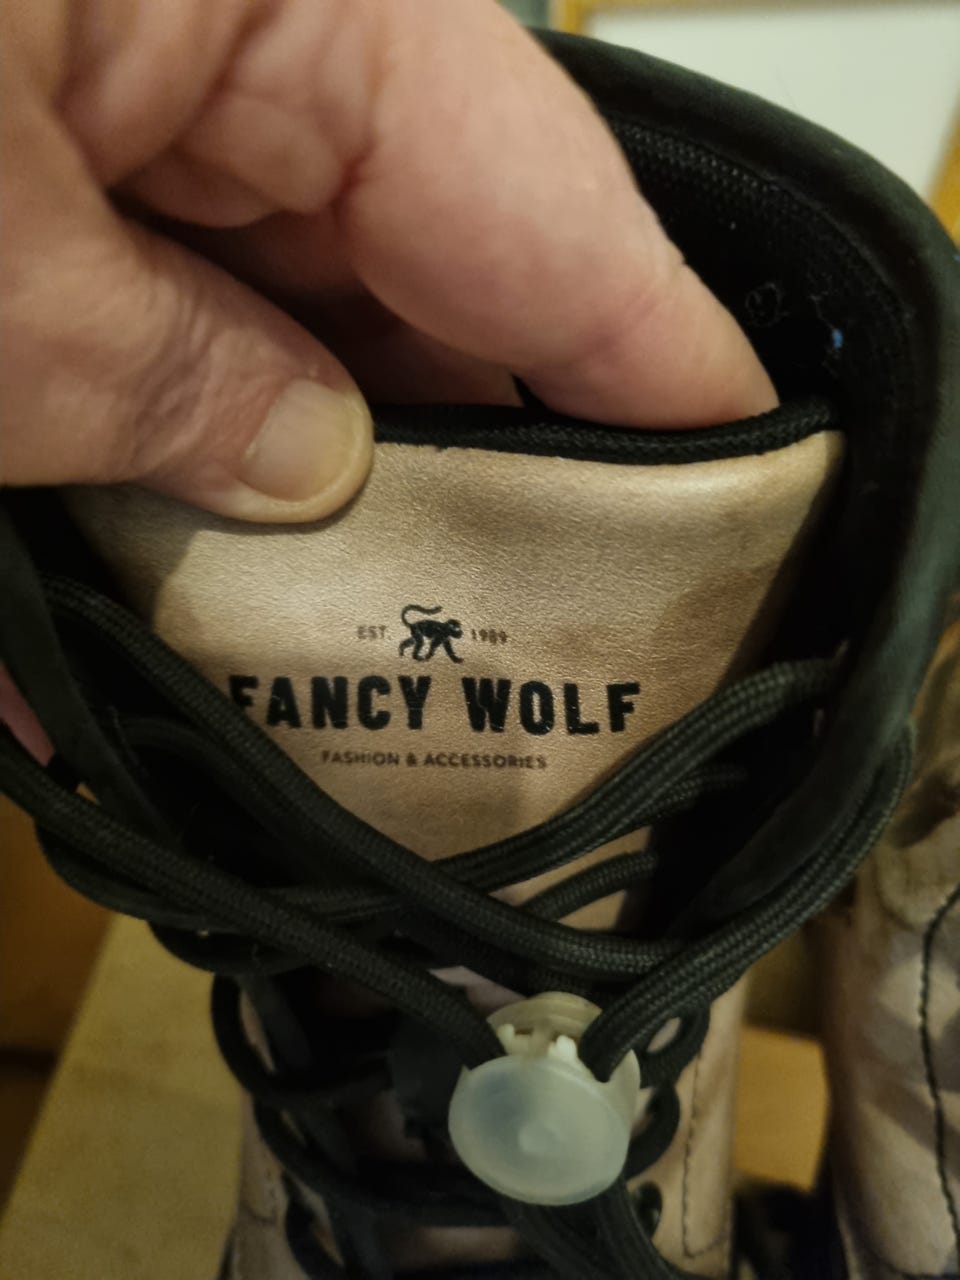 EST. 1989
FANCY WOLF
FASHION & ACCESSORIES